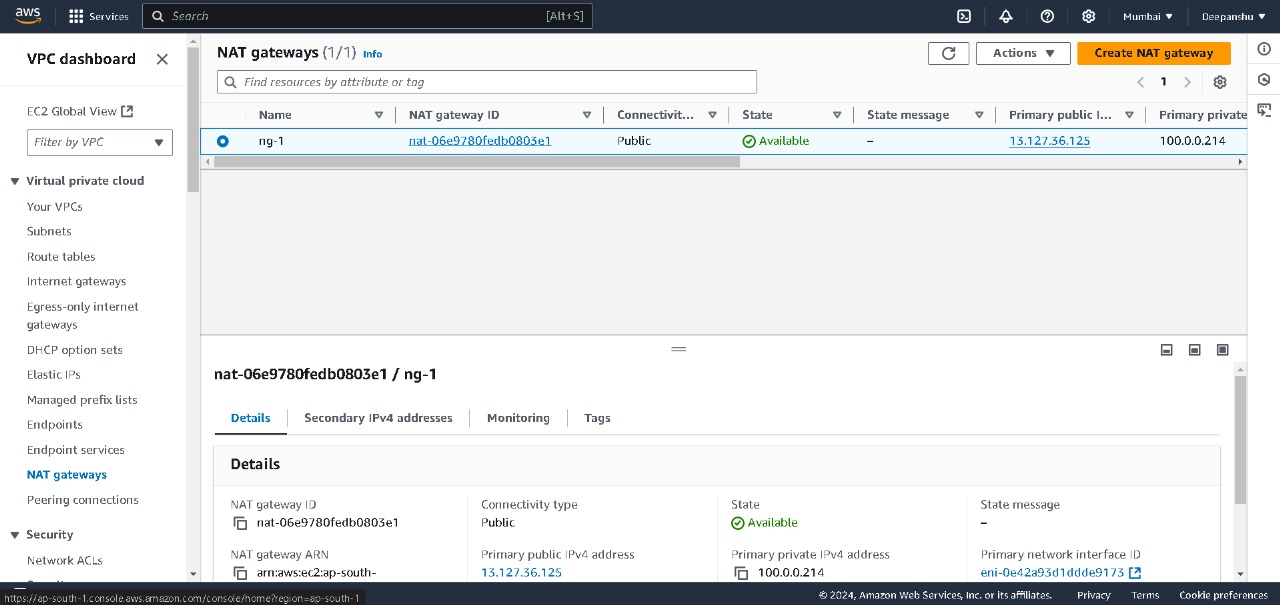 aws
Services
Search [Alt+S]
Mumbai ▼
Deepanshu ▼
VPC dashboard
EC2 Global View
Filter by VPC
Virtual private cloud
Your VPCs
Subnets
Route tables
Internet gateways
Egress-only internet
gateways
DHCP option sets
Elastic IPs
Managed prefix lists
Endpoints
Endpoint services
NAT gateways
Peering connections
Security
Network ACLs
NAT gateways (1/1) Info
Actions ▼
Create NAT gateway
Find resources by attribute or tag
1
Name NAT gateway ID Connectivit... State State message Primary public I... Primary private
ng-1 nat-06e9780fedb0803e1 Public Available – 13.127.36.125 100.0.0.214
nat-06e9780fedb0803e1 / ng-1
Details Secondary IPv4 addresses Monitoring Tags
Details
NAT gateway ID Connectivity type State State message
nat-06e9780fedb0803e1 Public Available –
NAT gateway ARN Primary public IPv4 address Primary private IPv4 address Primary network interface ID
arn:aws:ec2:ap-south- 13.127.36.125 100.0.0.214 eni-0e42a93d1ddde9173
https://ap-south-1.console.aws.amazon.com/console/home?region=ap-south-1
© 2024, Amazon Web Services, Inc. or its affiliates. Privacy Terms Cookie preferences